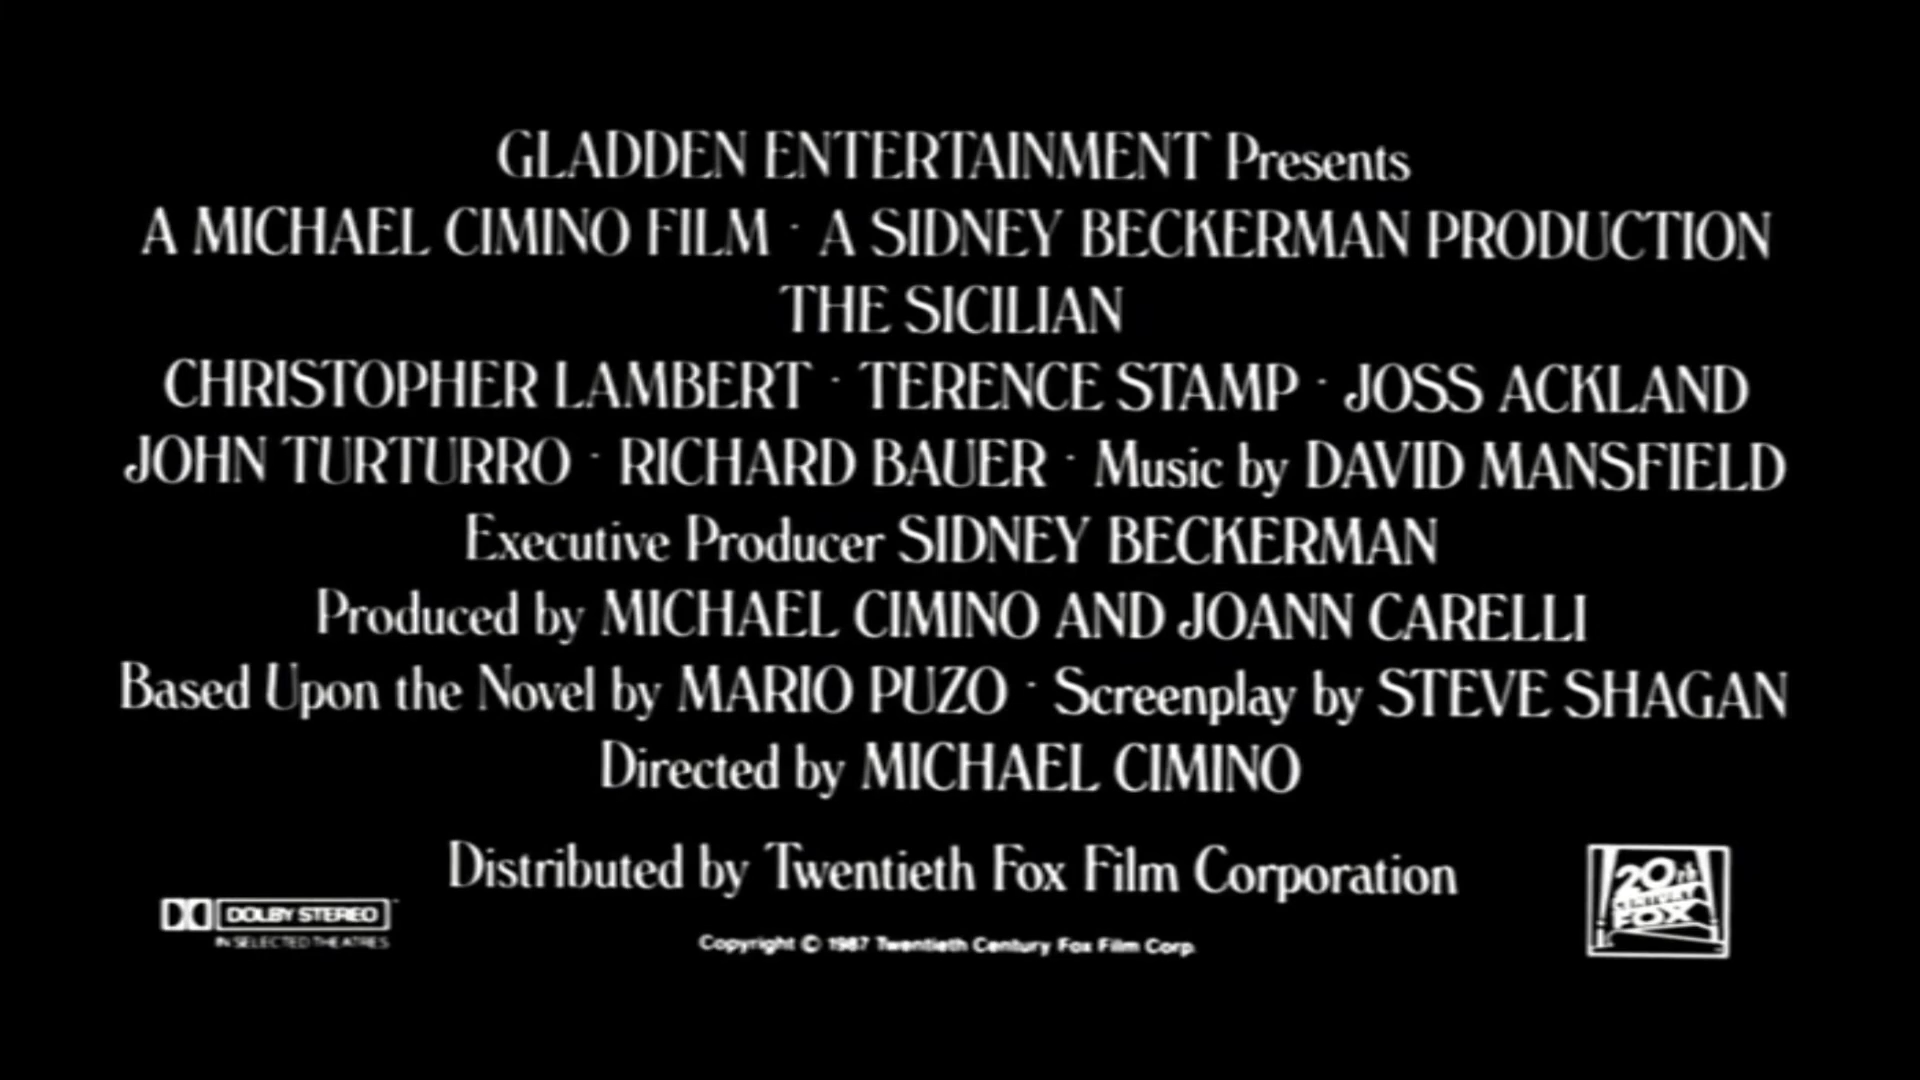 GLADDEN ENTERTAINMENT Presents
A MICHAEL CIMINO FILM · A SIDNEY BECKERMAN PRODUCTION
THE SICILIAN
CHRISTOPHER LAMBERT · TERENCE STAMP · JOSS ACKLAND
JOHN TURTURRO · RICHARD BAUER · Music by DAVID MANSFIELD
Executive Producer SIDNEY BECKERMAN
Produced by MICHAEL CIMINO AND JOANN CARELLI
Based Upon the Novel by MARIO PUZO · Screenplay by STEVE SHAGAN
Directed by MICHAEL CIMINO
Distributed by Twentieth Fox Film Corporation
DOLBY STEREO
IN SELECTED THEATRES
Copyright © 1987 Twentieth Century Fox Film Corp.
20th
CENTURY
FOX